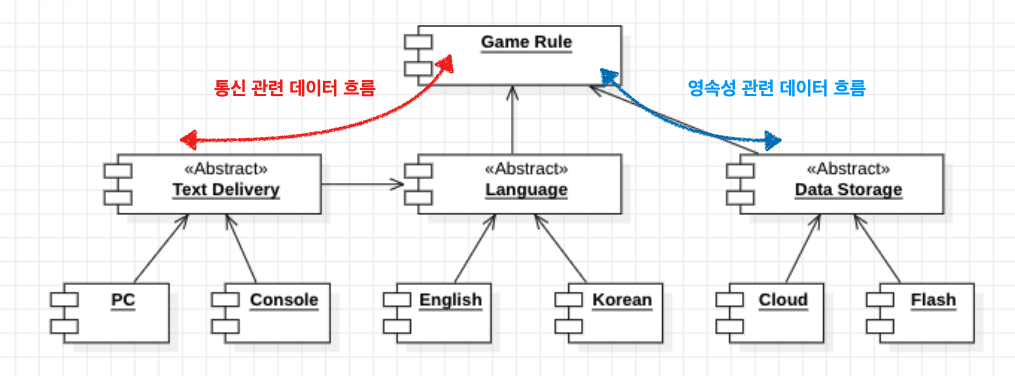 Game Rule
통신 관련 데이터 흐름
영속성 관련 데이터 흐름
«Abstract»
Text Delivery
«Abstract»
Language
«Abstract»
Data Storage
PC
Console
English
Korean
Cloud
Flash